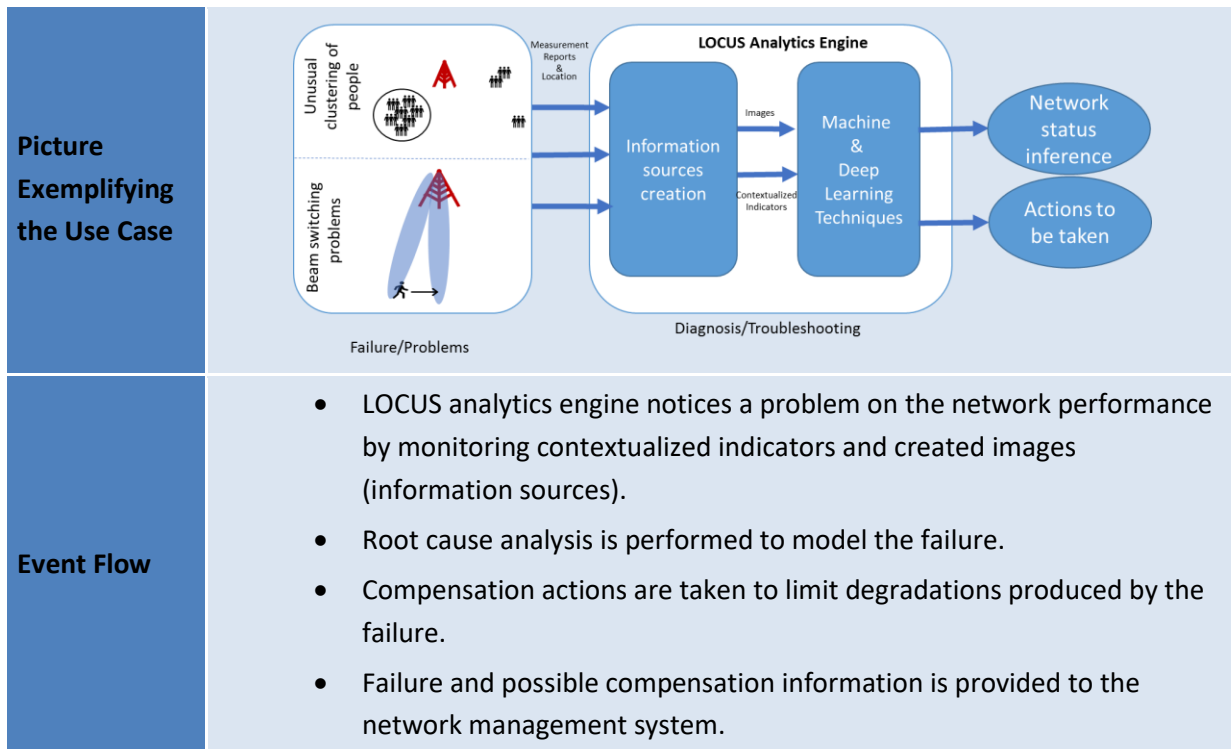 Picture
Exemplifying
the Use Case
Unusual
clustering of
people
Beam switching
problems
Failure/Problems
Measurement
Reports
&
Location
LOCUS Analytics Engine
Information
sources
creation
Images
Contextualized
Indicators
Machine
&
Deep
Learning
Techniques
Network
status
inference
Actions to
be taken
Diagnosis/Troubleshooting
Event Flow
• LOCUS analytics engine notices a problem on the network performance
by monitoring contextualized indicators and created images
(information sources).
• Root cause analysis is performed to model the failure.
• Compensation actions are taken to limit degradations produced by the
failure.
• Failure and possible compensation information is provided to the
network management system.